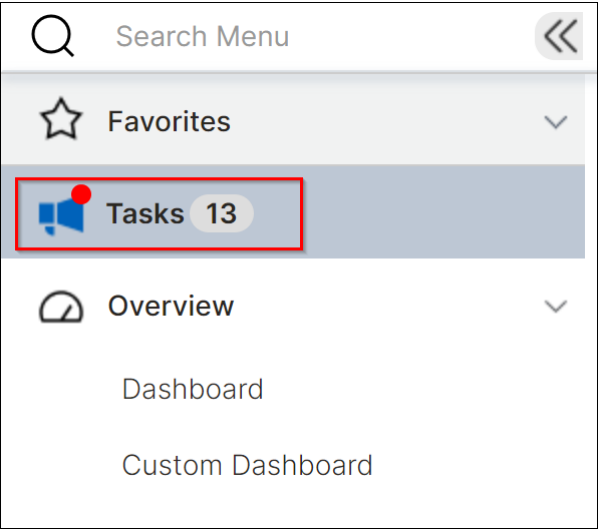 Search Menu
Favorites
Tasks 13
Overview
Dashboard
Custom Dashboard